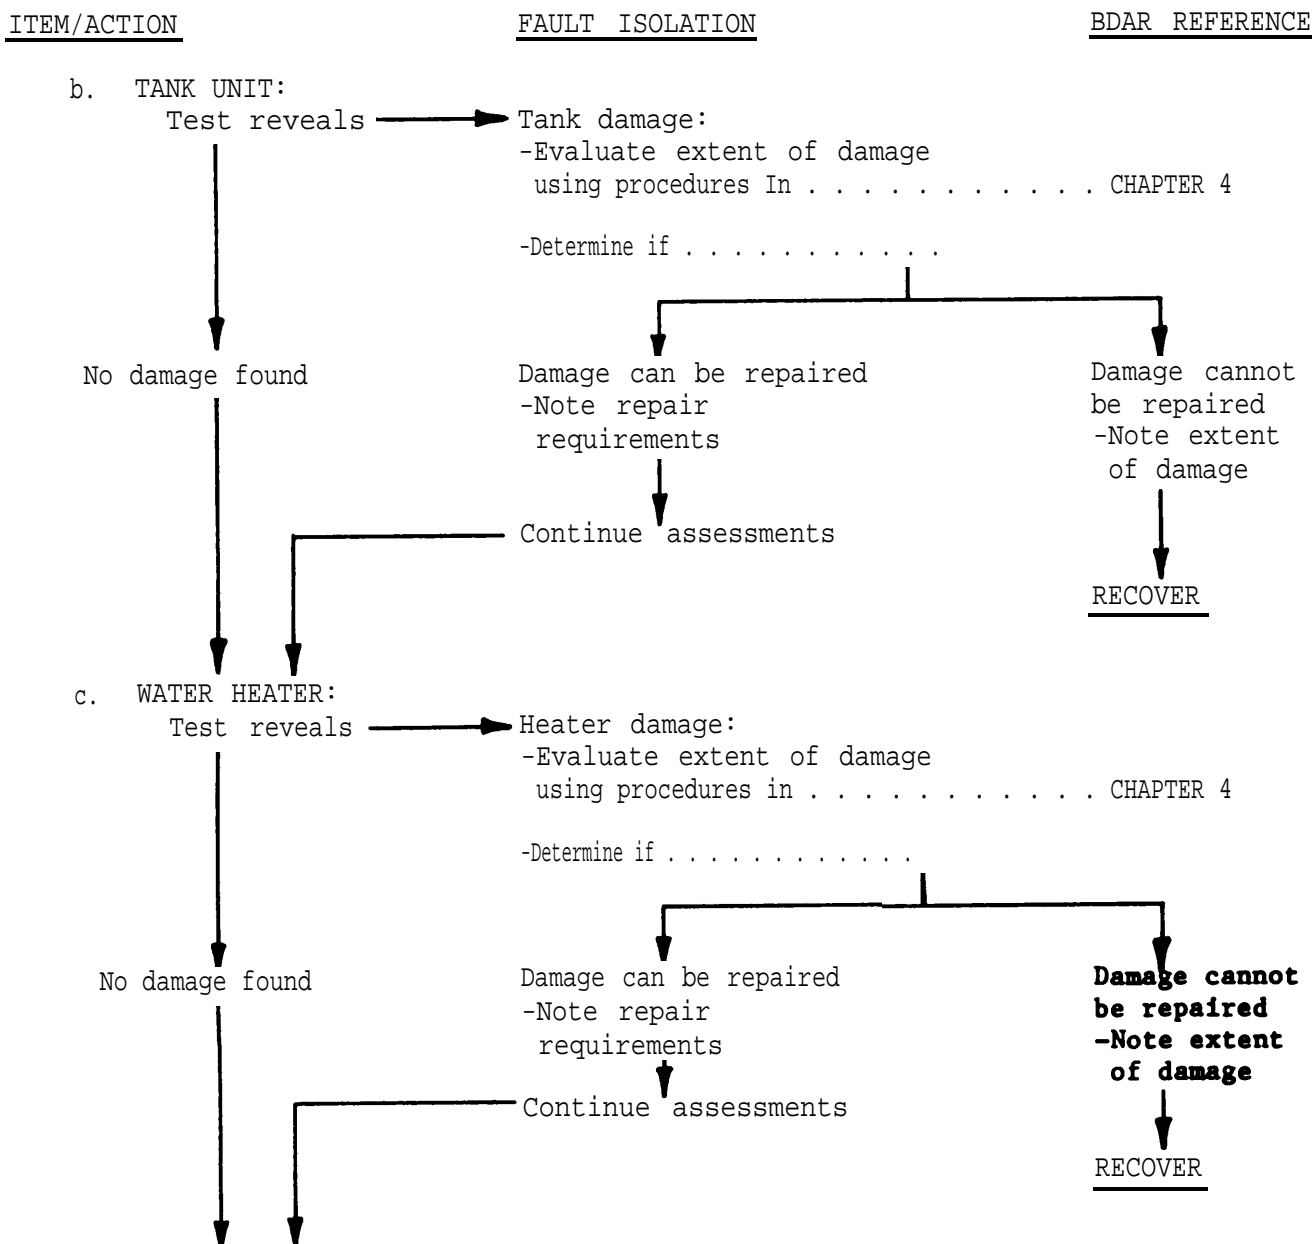 ITEM/ACTION FAULT ISOLATION BDAR REFERENCE
b. TANK UNIT:
Test reveals Tank damage:
-Evaluate extent of damage
using procedures In . . . . . . . . . . . CHAPTER 4
-Determine if . . . . . . . . . . .
No damage found
Damage can be repaired
-Note repair
requirements
Damage cannot
be repaired
-Note extent
of damage
Continue assessments
RECOVER
c. WATER HEATER:
Test reveals Heater damage:
-Evaluate extent of damage
using procedures in . . . . . . . . . . . CHAPTER 4
-Determine if . . . . . . . . . . . .
No damage found
Damage can be repaired
-Note repair
requirements
Damage cannot
be repaired
-Note extent
of damage
Continue assessments
RECOVER